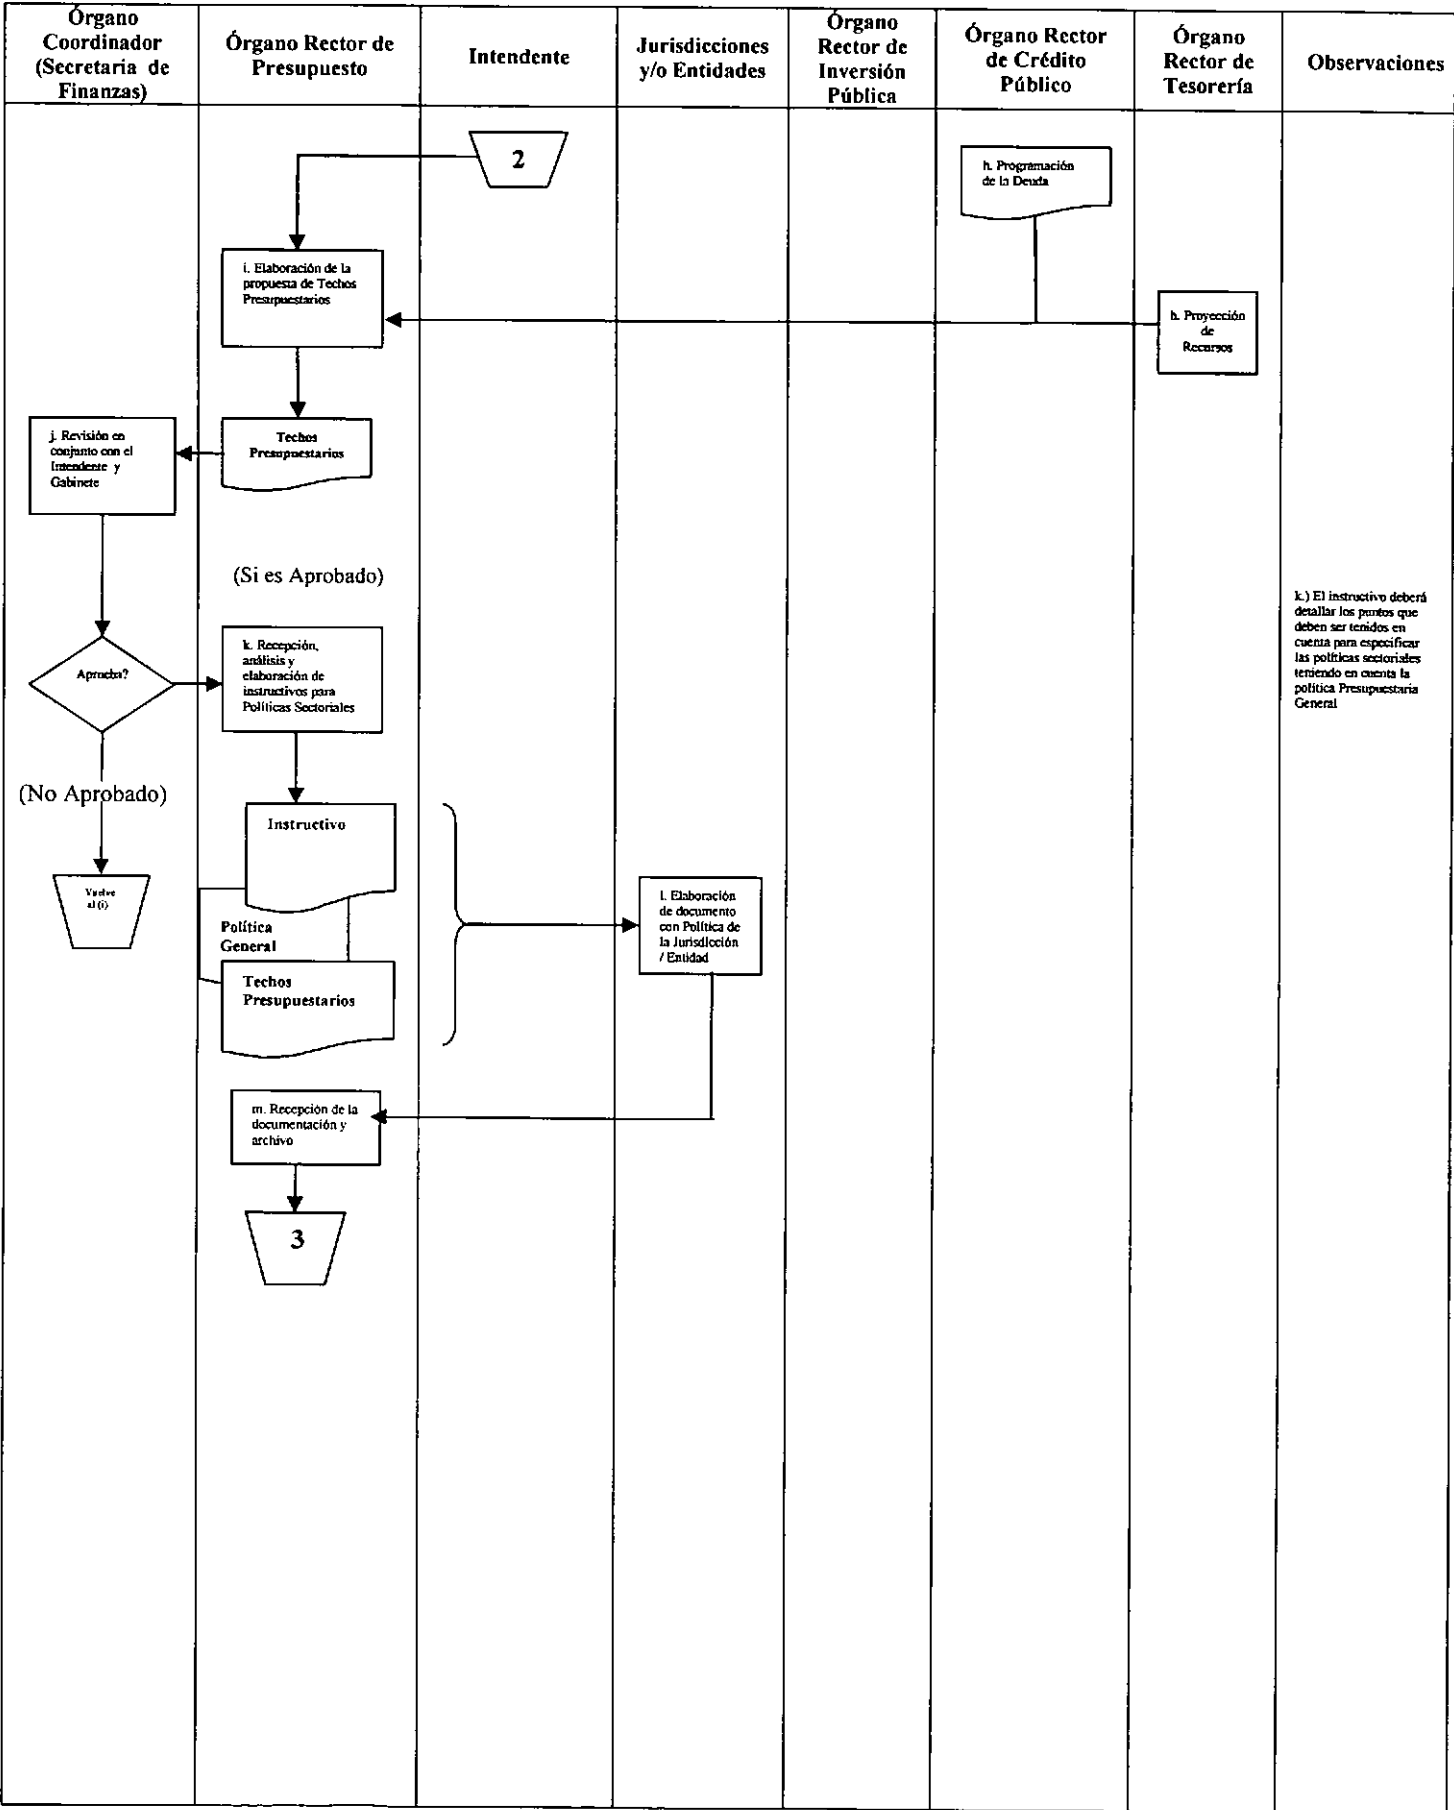 Órgano
Coordinador
(Secretaria de
Finanzas)
Órgano Rector de
Presupuesto
Intendente
Jurisdicciones
y/o Entidades
Órgano
Rector de
Inversión
Pública
Órgano Rector
de Crédito
Público
Órgano
Rector de
Tesorería
Observaciones
2
h. Programación
de la Deuda
i. Elaboración de la
propuesta de Techos
Presupuestarios
h. Proyección
de
Recursos
j. Revisión en
conjunto con el
Intendente y
Gabinete
Techos
Presupuestarios
(Si es Aprobado)
k.) El instructivo deberá
detallar los puntos que
deben ser tenidos en
cuenta para especificar
las políticas sectoriales
teniendo en cuenta la
política Presupuestaria
General
Aprueba?
k. Recepción,
análisis y
elaboración de
instructivos para
Políticas Sectoriales
(No Aprobado)
Instructivo
Vuelve
al (i)
Política
General
l. Elaboración
de documento
con Política de
la Jurisdicción
/ Entidad
Techos
Presupuestarios
m. Recepción de la
documentación y
archivo
3